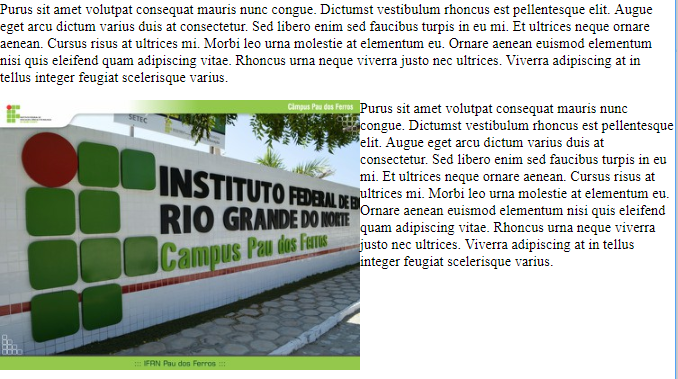 Purus sit amet volutpat consequat mauris nunc congue. Dictumst vestibulum rhoncus est pellentesque elit. Augue
eget arcu dictum varius duis at consectetur. Sed libero enim sed faucibus turpis in eu mi. Et ultrices neque ornare
aenean. Cursus risus at ultrices mi. Morbi leo urna molestie at elementum eu. Ornare aenean euismod elementum
nisi quis eleifend quam adipiscing vitae. Rhoncus urna neque viverra justo nec ultrices. Viverra adipiscing at in
tellus integer feugiat scelerisque varius.
Câmpus Pau dos Ferros
SETEC
INSTITUTO FEDERAL DE
RIO GRANDE DO NORTE
Campus Pau dos Ferros
::: IFRN Pau dos Ferros :::
Purus sit amet volutpat consequat mauris nunc
congue. Dictumst vestibulum rhoncus est pellentesque
elit. Augue eget arcu dictum varius duis at
consectetur. Sed libero enim sed faucibus turpis in eu
mi. Et ultrices neque ornare aenean. Cursus risus at
ultrices mi. Morbi leo urna molestie at elementum eu.
Ornare aenean euismod elementum nisi quis eleifend
quam adipiscing vitae. Rhoncus urna neque viverra
justo nec ultrices. Viverra adipiscing at in tellus
integer feugiat scelerisque varius.